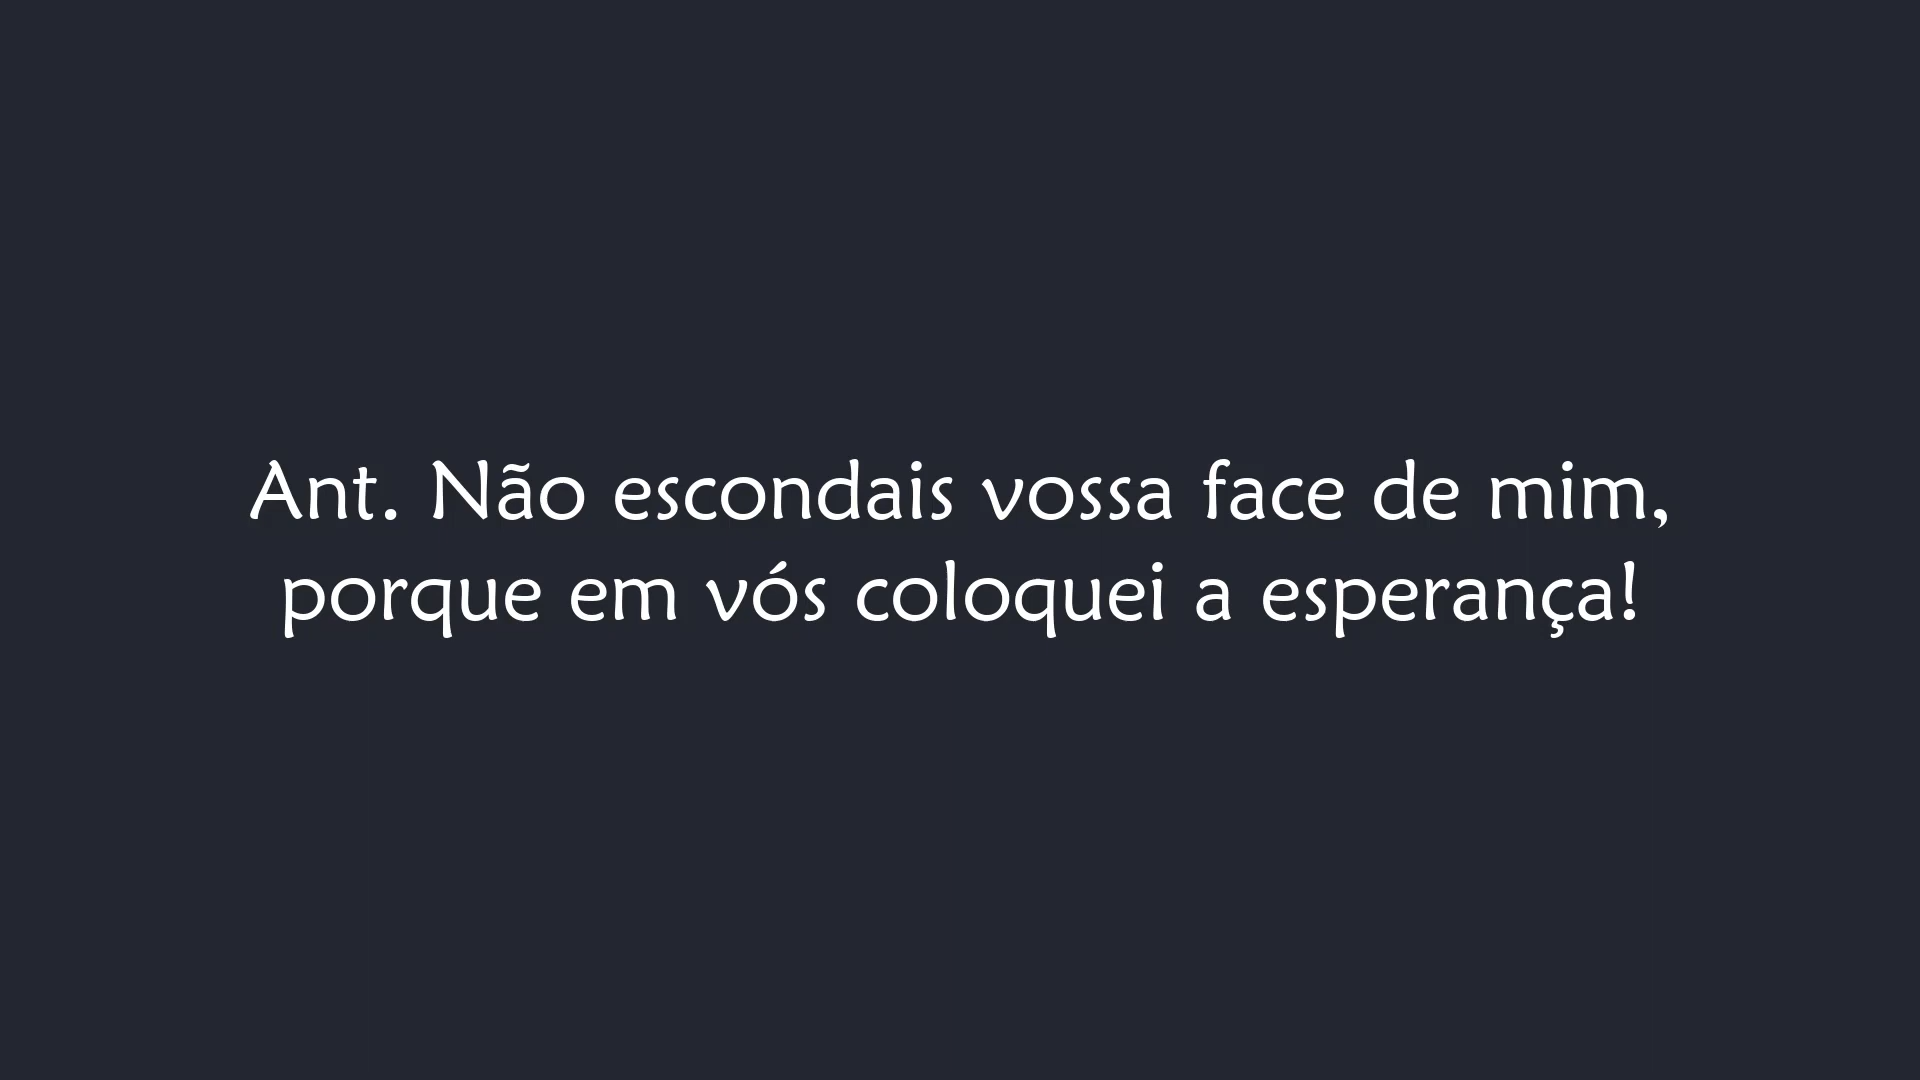 Ant. Não escondais vossa face de mim,
porque em vós coloquei a esperança!